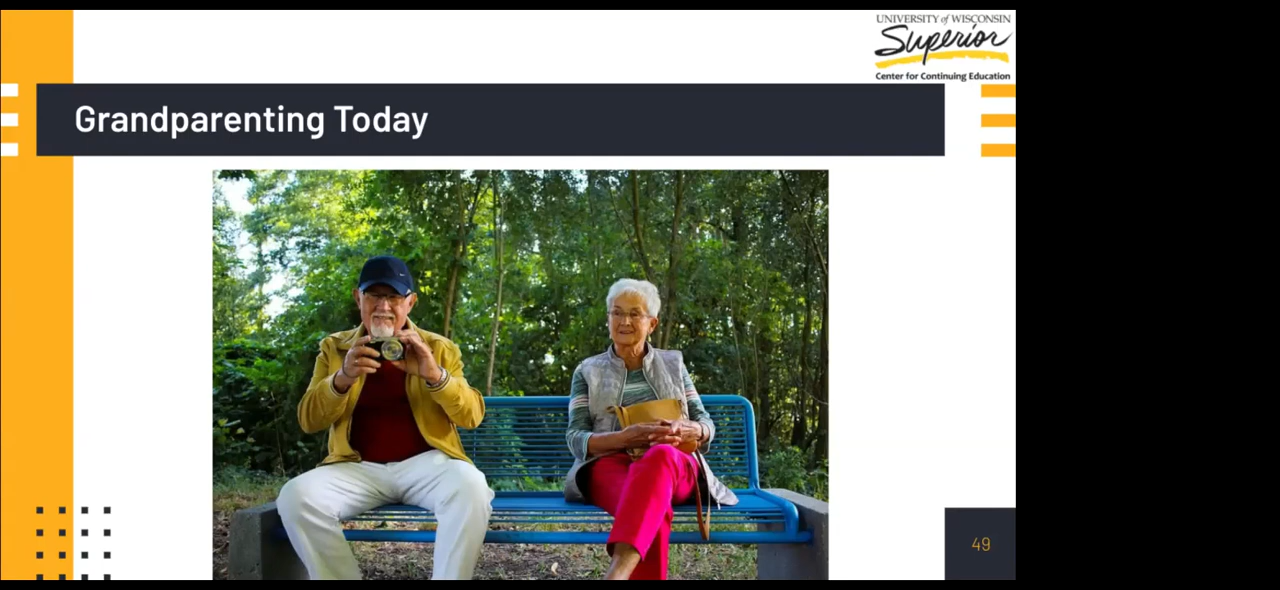 UNIVERSITY of WISCONSIN
Superior
Center for Continuing Education
Grandparenting Today
49